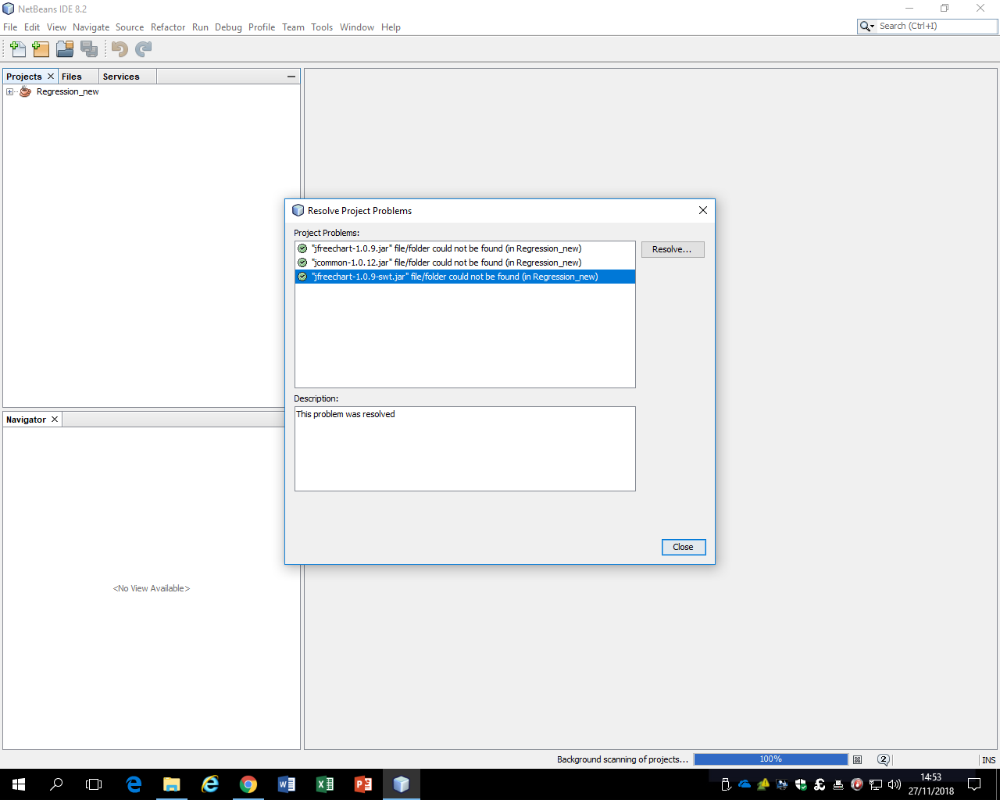 NetBeans IDE 8.2
File Edit View Navigate Source Refactor Run Debug Profile Team Tools Window Help
Search (Ctrl+I)
Projects Files Services
Regression_new
Resolve Project Problems
Project Problems:
"jfreechart-1.0.9.jar" file/folder could not be found (in Regression_new)
Resolve...
"jcommon-1.0.12.jar" file/folder could not be found (in Regression_new)
"jfreechart-1.0.9-swt.jar" file/folder could not be found (in Regression_new)
Description:
This problem was resolved
Close
Navigator
<No View Available>
Background scanning of projects... 100% 2 INS
14:53
27/11/2018